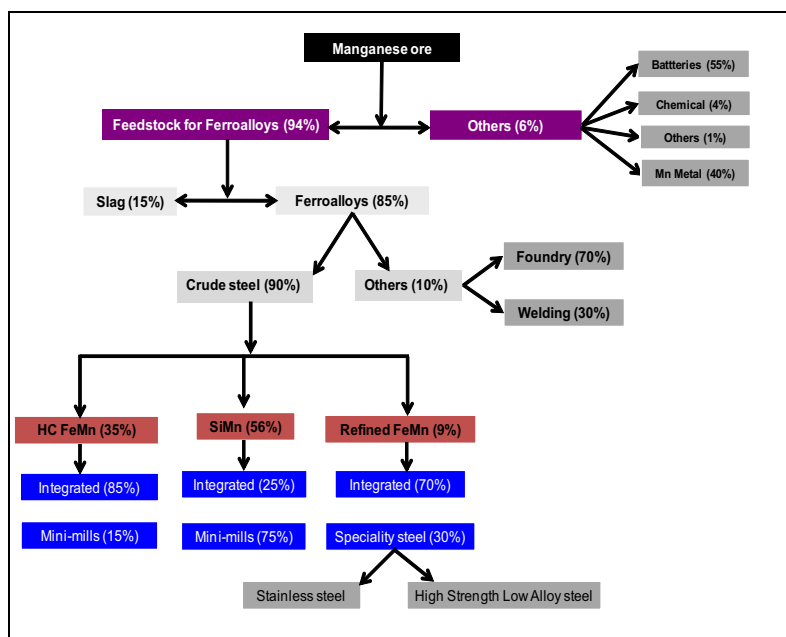 Manganese ore
Battteries (55%)
Chemical (4%)
Feedstock for Ferroalloys (94%)
Others (6%)
Others (1%)
Mn Metal (40%)
Slag (15%)
Ferroalloys (85%)
Foundry (70%)
Crude steel (90%)
Others (10%)
Welding (30%)
HC FeMn (35%)
SiMn (56%)
Refined FeMn (9%)
Integrated (85%)
Integrated (25%)
Integrated (70%)
Mini-mills (15%)
Mini-mills (75%)
Speciality steel (30%)
Stainless steel
High Strength Low Alloy steel